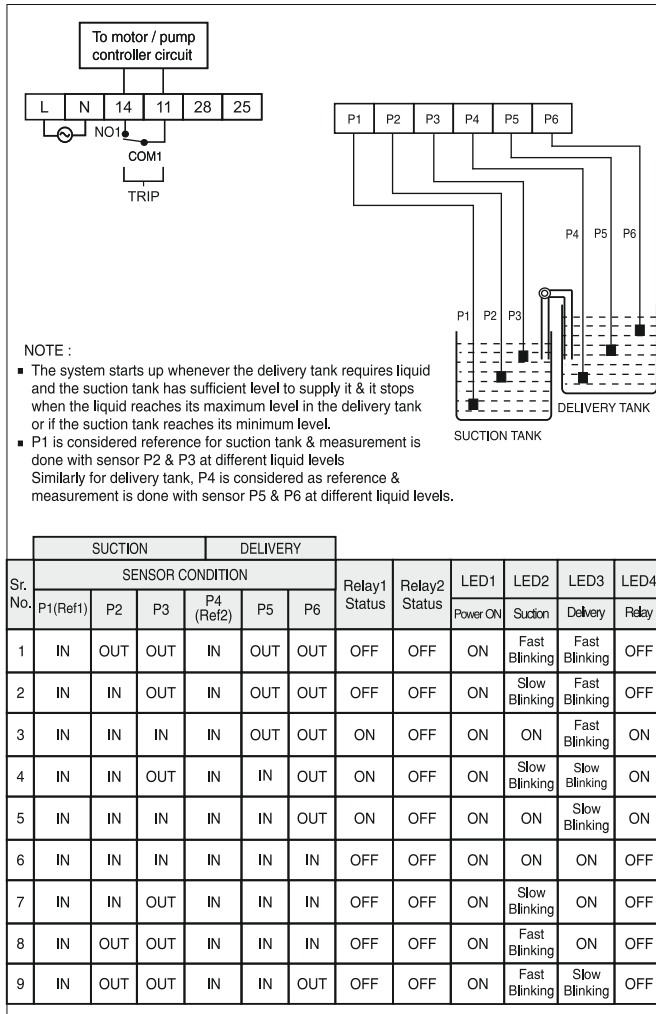 To motor / pump
controller circuit
L N 14 11 28 25
NO1
COM1
TRIP
P1 P2 P3 P4 P5 P6
P4 P5 P6
P1 P2 P3
SUCTION TANK
DELIVERY TANK
NOTE :
▪ The system starts up whenever the delivery tank requires liquid
and the suction tank has sufficient level to supply it & it stops
when the liquid reaches its maximum level in the delivery tank
or if the suction tank reaches its minimum level.
▪ P1 is considered reference for suction tank & measurement is
done with sensor P2 & P3 at different liquid levels
Similarly for delivery tank, P4 is considered as reference &
measurement is done with sensor P5 & P6 at different liquid levels.
SUCTION DELIVERY
Sr. No. SENSOR CONDITION Relay1 Status Relay2 Status LED1 LED2 LED3 LED4
P1(Ref1) P2 P3 P4 (Ref2) P5 P6 Power ON Suction Delivery Relay
1 IN OUT OUT IN OUT OUT OFF OFF ON Fast Blinking Fast Blinking OFF
2 IN IN OUT IN OUT OUT OFF OFF ON Slow Blinking Fast Blinking OFF
3 IN IN IN IN OUT OUT ON OFF ON ON Fast Blinking ON
4 IN IN OUT IN IN OUT ON OFF ON Slow Blinking Slow Blinking ON
5 IN IN IN IN IN OUT ON OFF ON ON Slow Blinking ON
6 IN IN IN IN IN IN OFF OFF ON ON ON OFF
7 IN IN OUT IN IN IN OFF OFF ON Slow Blinking ON OFF
8 IN OUT OUT IN IN IN OFF OFF ON Fast Blinking ON OFF
9 IN OUT OUT IN IN OUT OFF OFF ON Fast Blinking Slow Blinking OFF